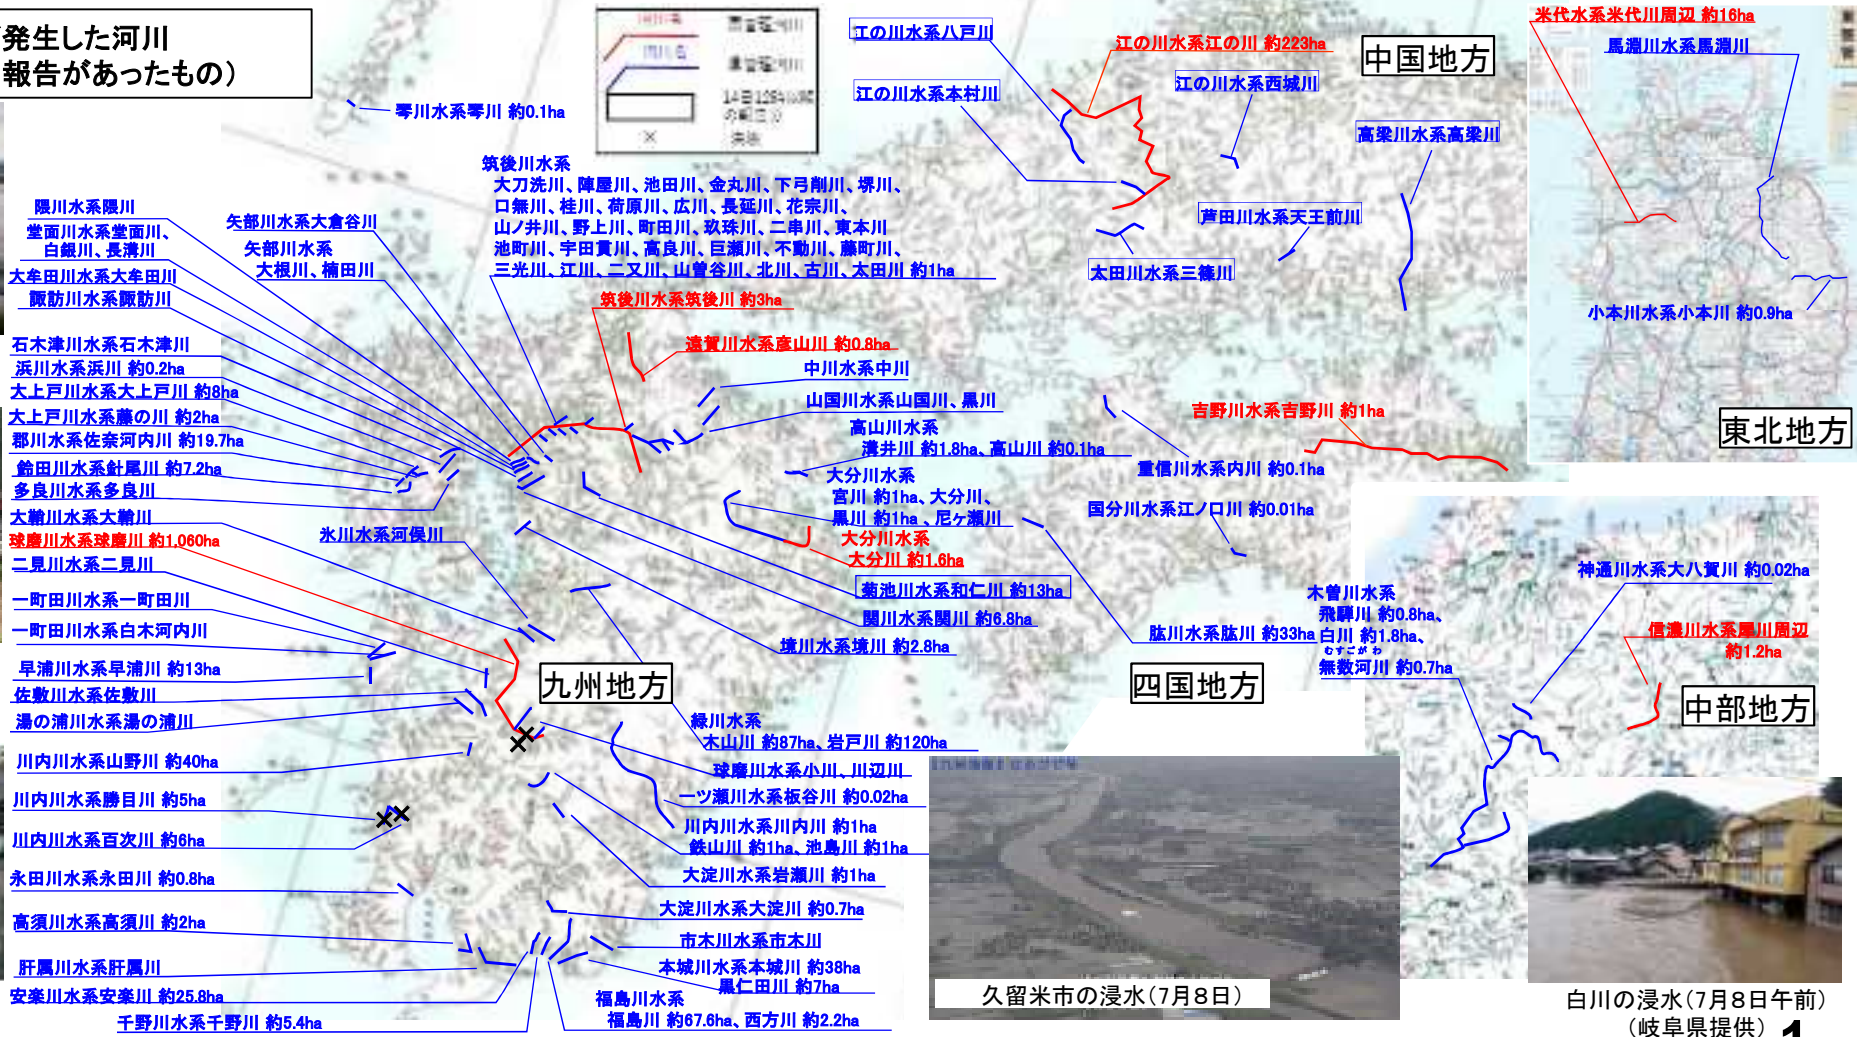 発生した河川
報告があったもの）
14日12時以降
琴川水系琴川 約0.1ha
筑後川水系
大刀洗川、陣屋川、池田川、金丸川、下弓削川、堺川、
口無川、桂川、荷原川、広川、長延川、花宗川、
山ノ井川、野上川、町田川、玖珠川、二串川、東本川
池町川、宇田貫川、高良川、巨瀬川、不動川、藤町川、
三光川、江川、二又川、山曽谷川、北川、古川、太田川 約1ha
筑後川水系筑後川 約3ha
遠賀川水系彦山川 約0.8ha
中川水系中川
山国川水系山国川、黒川
高山川水系
溝井川 約1.8ha、高山川 約0.1ha
大分川水系
宮川 約1ha、大分川、
黒川 約1ha 、尼ヶ瀬川
大分川水系
大分川 約1.6ha
菊池川水系和仁川 約13ha
関川水系関川 約6.8ha
境川水系境川 約2.8ha
隈川水系隈川
堂面川水系堂面川、
白銀川、長溝川
大牟田川水系大牟田川
諏訪川水系諏訪川
矢部川水系大倉谷川
矢部川水系
大根川、楠田川
石木津川水系石木津川
浜川水系浜川 約0.2ha
大上戸川水系大上戸川 約8ha
大上戸川水系藤の川 約2ha
郡川水系佐奈河内川 約19.7ha
鈴田川水系針尾川 約7.2ha
多良川水系多良川
大鞘川水系大鞘川
球磨川水系球磨川 約1,060ha
氷川水系河俣川
二見川水系二見川
一町田川水系一町田川
一町田川水系白木河内川
早浦川水系早浦川 約13ha
佐敷川水系佐敷川
湯の浦川水系湯の浦川
川内川水系山野川 約40ha
川内川水系勝目川 約5ha
川内川水系百次川 約6ha
永田川水系永田川 約0.8ha
高須川水系高須川 約2ha
肝属川水系肝属川
安楽川水系安楽川 約25.8ha
千野川水系千野川 約5.4ha
九州地方
緑川水系
木山川 約87ha、岩戸川 約120ha
球磨川水系小川、川辺川
一ツ瀬川水系板谷川 約0.02ha
川内川水系川内川 約1ha
鉄山川 約1ha、池島川 約1ha
大淀川水系岩瀬川 約1ha
大淀川水系大淀川 約0.7ha
市木川水系市木川
本城川水系本城川 約38ha
黒仁田川 約7ha
福島川水系
福島川 約67.6ha、西方川 約2.2ha
江の川水系八戸川
江の川水系江の川 約223ha
中国地方
江の川水系本村川
江の川水系西城川
高梁川水系高梁川
芦田川水系天王前川
太田川水系三篠川
吉野川水系吉野川 約1ha
重信川水系内川 約0.1ha
国分川水系江ノ口川 約0.01ha
肱川水系肱川 約33ha
四国地方
米代水系米代川周辺 約16ha
馬淵川水系馬淵川
小本川水系小本川 約0.9ha
東北地方
神通川水系大八賀川 約0.02ha
木曽川水系
飛騨川 約0.8ha、
白川 約1.8ha、
むすごがわ
無数河川 約0.7ha
信濃川水系犀川周辺
約1.2ha
中部地方
久留米市の浸水（7月8日）
白川の浸水（7月8日午前）
（岐阜県提供）
1